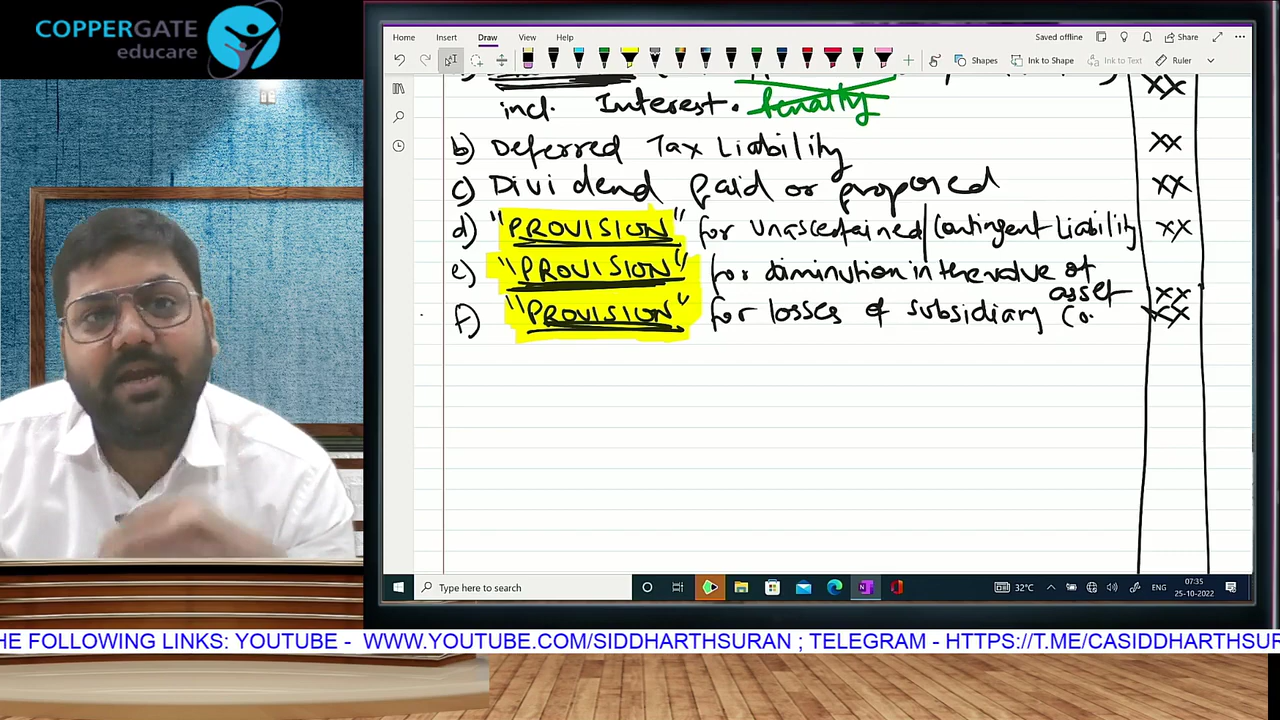 COPPERGATE
educare
Home Insert Draw View Help
Saved offline
Share
Shapes
Ink to Shape
Ink to Text
Ruler
xx
incl. Interest. Penalty
b) Deferred Tax Liability xx
c) Dividend paid or proposed xx
d) "PROVISION" for Unascertained/Contingent Liability xx
e) "PROVISION" for diminution in the value of
asset xx
f) "PROVISION" for losses of subsidiary Co. xx
Type here to search
32°C
ENG
07:35
25-10-2022
HE FOLLOWING LINKS: YOUTUBE - WWW.YOUTUBE.COM/SIDDHARTHSURAN ; TELEGRAM - HTTPS://T.ME/CASIDDHARTHSUR